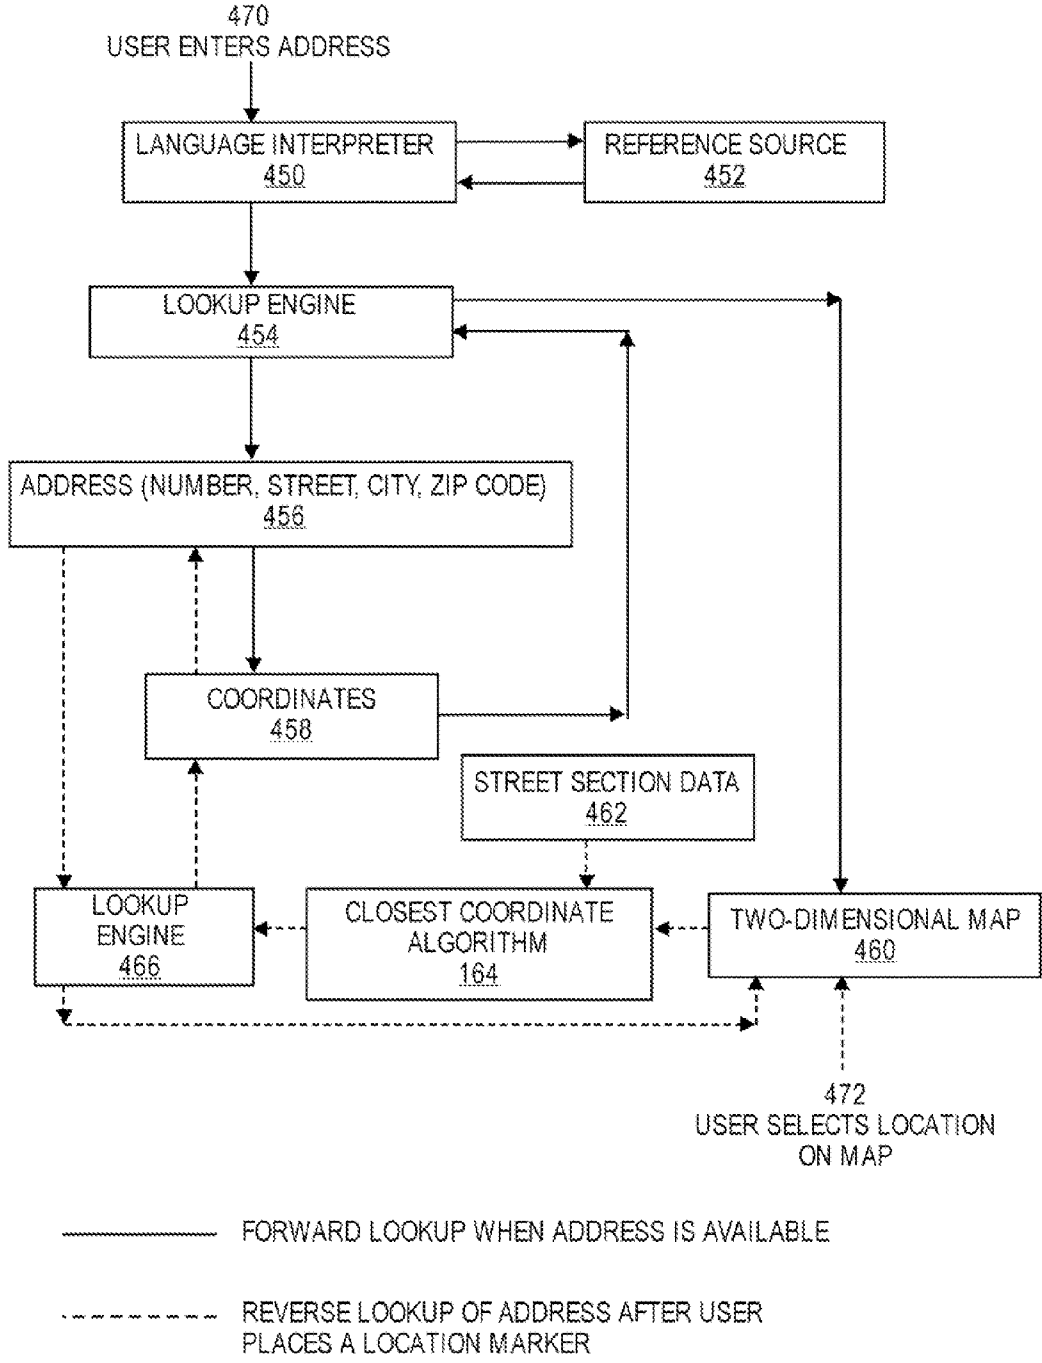 470
USER ENTERS ADDRESS
LANGUAGE INTERPRETER
450
REFERENCE SOURCE
452
LOOKUP ENGINE
454
ADDRESS (NUMBER, STREET, CITY, ZIP CODE)
456
COORDINATES
458
STREET SECTION DATA
462
LOOKUP
ENGINE
466
CLOSEST COORDINATE
ALGORITHM
164
TWO-DIMENSIONAL MAP
460
472
USER SELECTS LOCATION
ON MAP
FORWARD LOOKUP WHEN ADDRESS IS AVAILABLE
REVERSE LOOKUP OF ADDRESS AFTER USER
PLACES A LOCATION MARKER